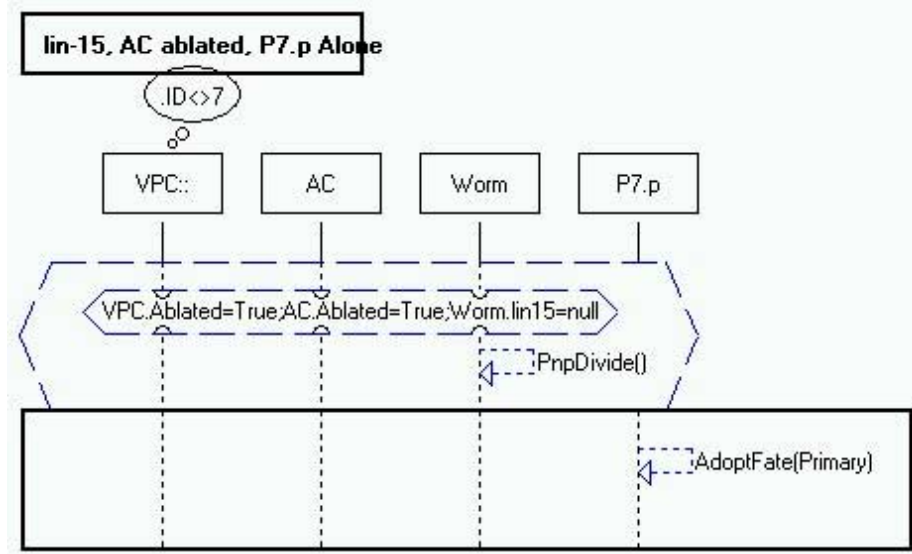 lin-15, AC ablated, P7.p Alone
.ID<>7
VPC:: AC Worm P7.p
VPC.Ablated=True;AC.Ablated=True;Worm.lin15=null
PnpDivide()
AdoptFate(Primary)